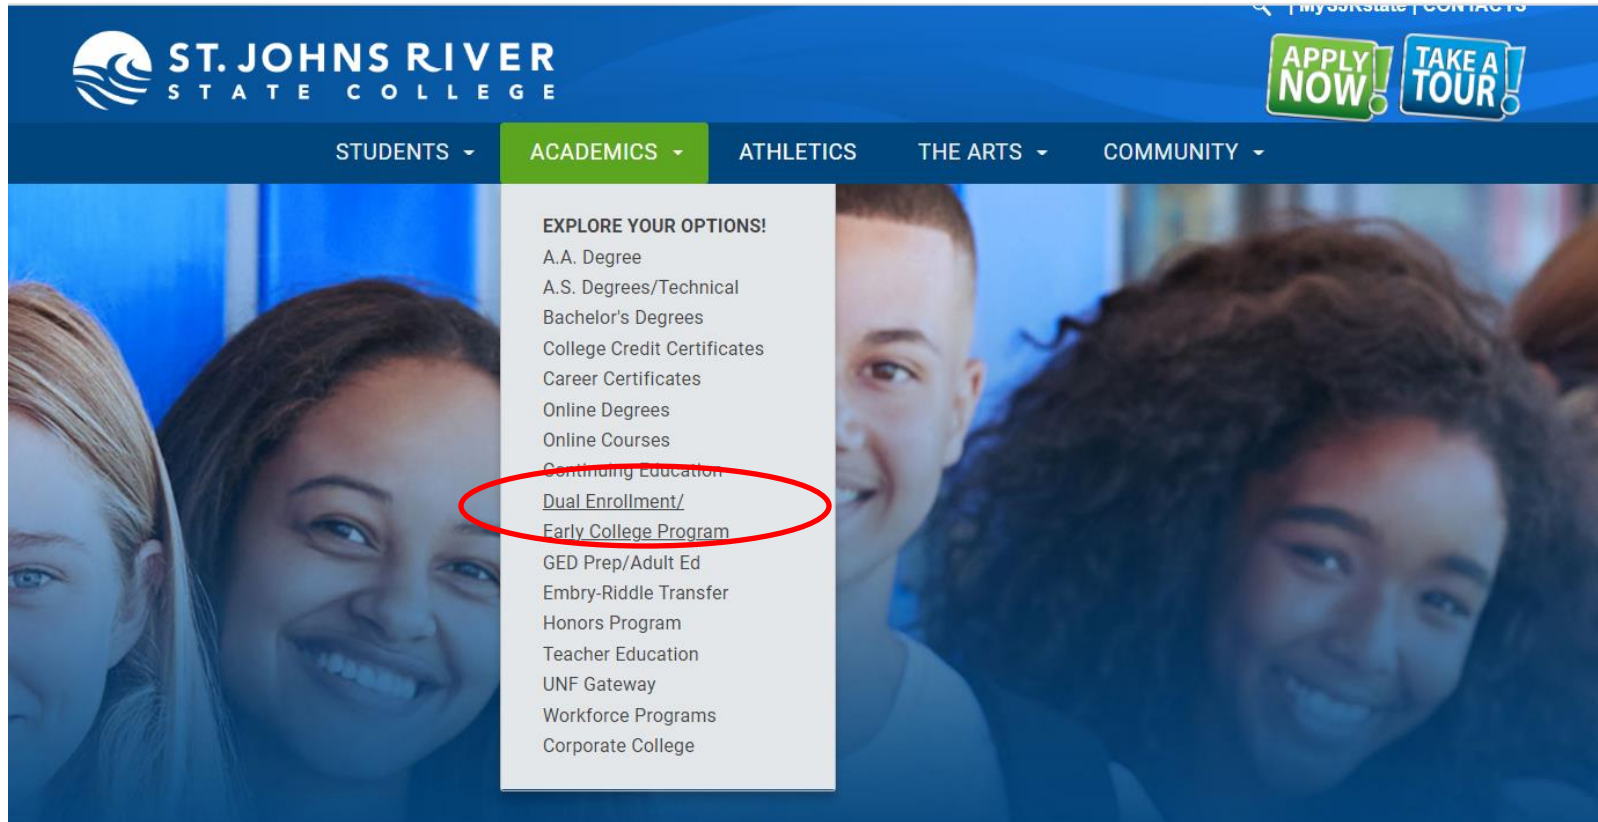 | MySJRstate | CONTACTS
ST. JOHNS RIVER
STATE COLLEGE
APPLY NOW!
TAKE A TOUR!
STUDENTS
ACADEMICS
ATHLETICS
THE ARTS
COMMUNITY
EXPLORE YOUR OPTIONS!
A.A. Degree
A.S. Degrees/Technical
Bachelor's Degrees
College Credit Certificates
Career Certificates
Online Degrees
Online Courses
Continuing Education
Dual Enrollment/
Early College Program
GED Prep/Adult Ed
Embry-Riddle Transfer
Honors Program
Teacher Education
UNF Gateway
Workforce Programs
Corporate College